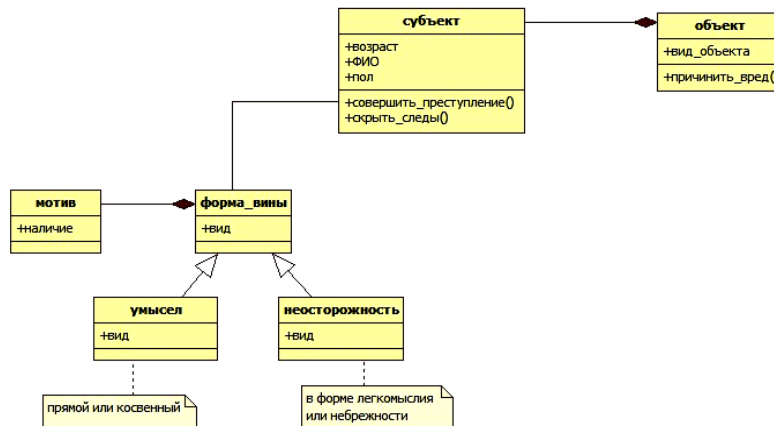 субъект
+возраст
+ФИО
+пол
+совершить_преступление()
+скрыть_следы()
объект
+вид_объекта
+причинить_вред()
мотив
+наличие
форма_вины
+вид
умысел
+вид
неосторожность
+вид
прямой или косвенный
в форме легкомыслия
или небрежности